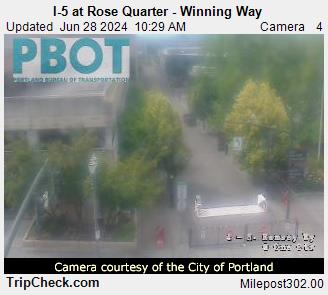 I-5 at Rose Quarter - Winning Way
Updated  Jun 28 2024  10:29 AM  Camera  4
PBOT
PORTLAND BUREAU OF TRANSPORTATION
Camera courtesy of the City of Portland
TripCheck.com  Milepost302.00